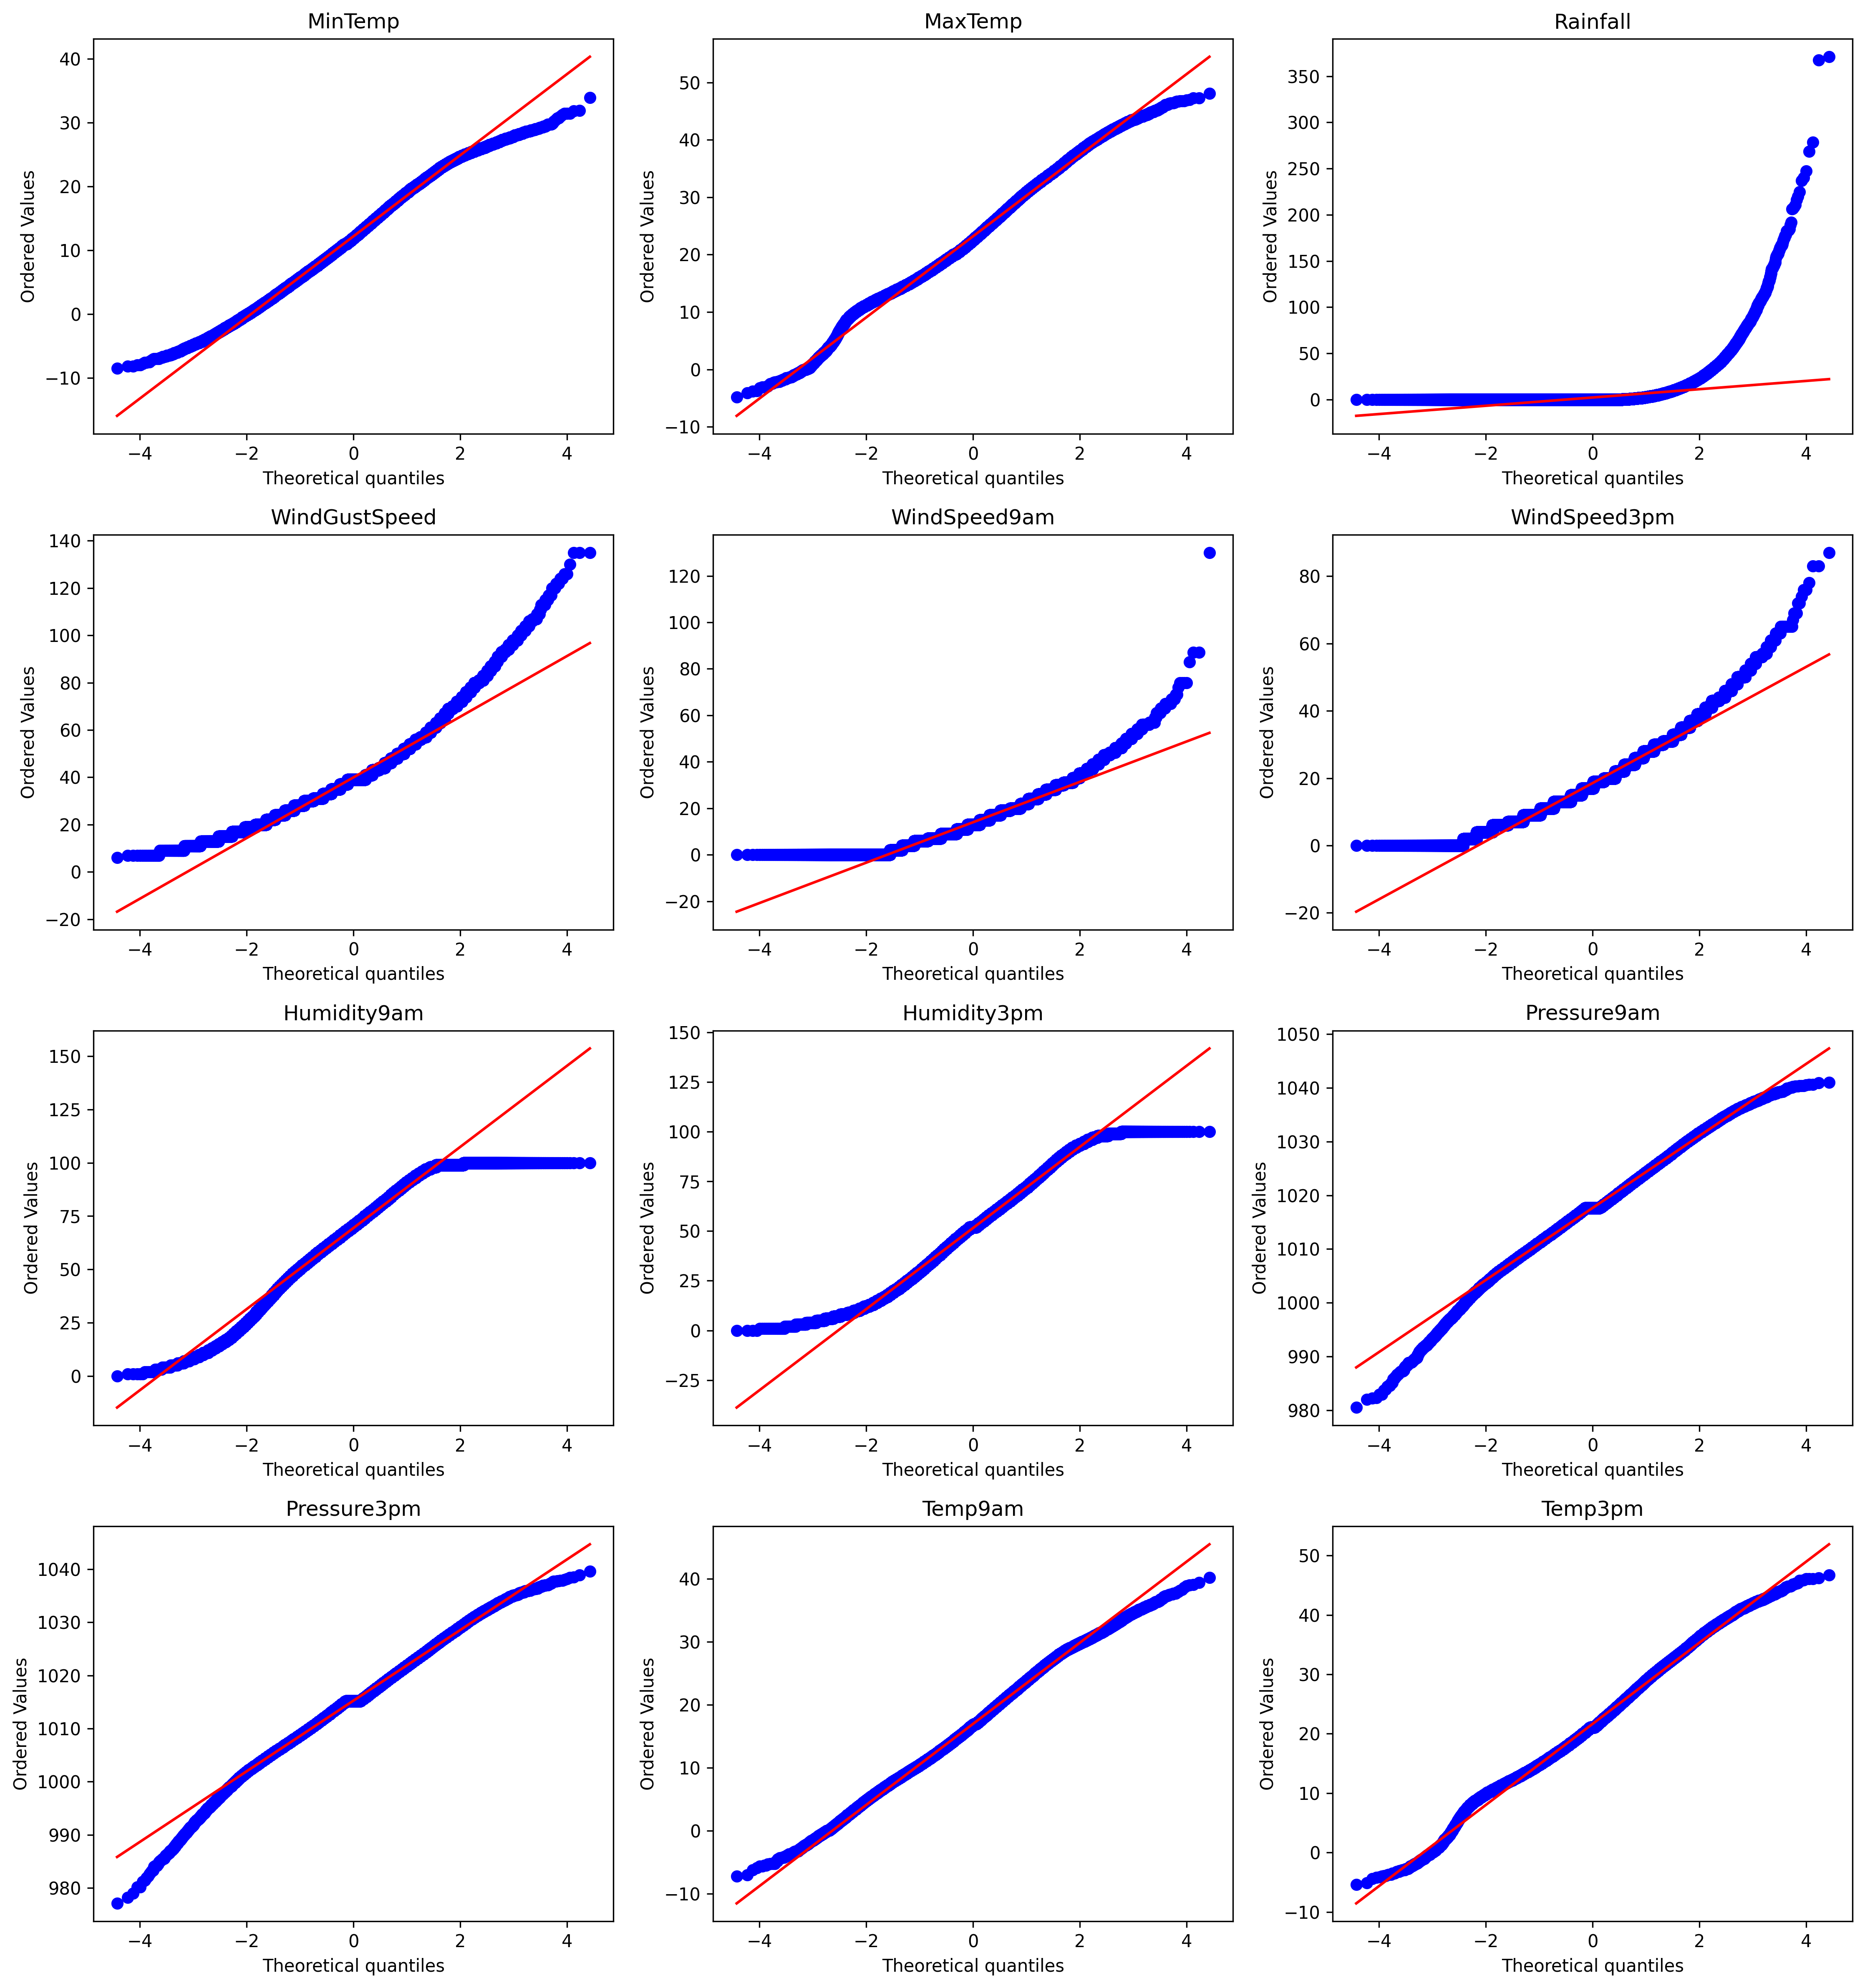 MinTemp
MaxTemp
Rainfall
40
30
20
10
0
−10
Ordered Values
−4 −2 0 2 4
Theoretical quantiles
50
40
30
20
10
0
−10
Ordered Values
−4 −2 0 2 4
Theoretical quantiles
350
300
250
200
150
100
50
0
Ordered Values
−4 −2 0 2 4
Theoretical quantiles
WindGustSpeed
WindSpeed9am
WindSpeed3pm
140
120
100
80
60
40
20
0
−20
Ordered Values
−4 −2 0 2 4
Theoretical quantiles
120
100
80
60
40
20
0
−20
Ordered Values
−4 −2 0 2 4
Theoretical quantiles
80
60
40
20
0
−20
Ordered Values
−4 −2 0 2 4
Theoretical quantiles
Humidity9am
Humidity3pm
Pressure9am
150
125
100
75
50
25
0
Ordered Values
−4 −2 0 2 4
Theoretical quantiles
150
125
100
75
50
25
0
−25
Ordered Values
−4 −2 0 2 4
Theoretical quantiles
1050
1040
1030
1020
1010
1000
990
980
Ordered Values
−4 −2 0 2 4
Theoretical quantiles
Pressure3pm
Temp9am
Temp3pm
1040
1030
1020
1010
1000
990
980
Ordered Values
−4 −2 0 2 4
Theoretical quantiles
40
30
20
10
0
−10
Ordered Values
−4 −2 0 2 4
Theoretical quantiles
50
40
30
20
10
0
−10
Ordered Values
−4 −2 0 2 4
Theoretical quantiles